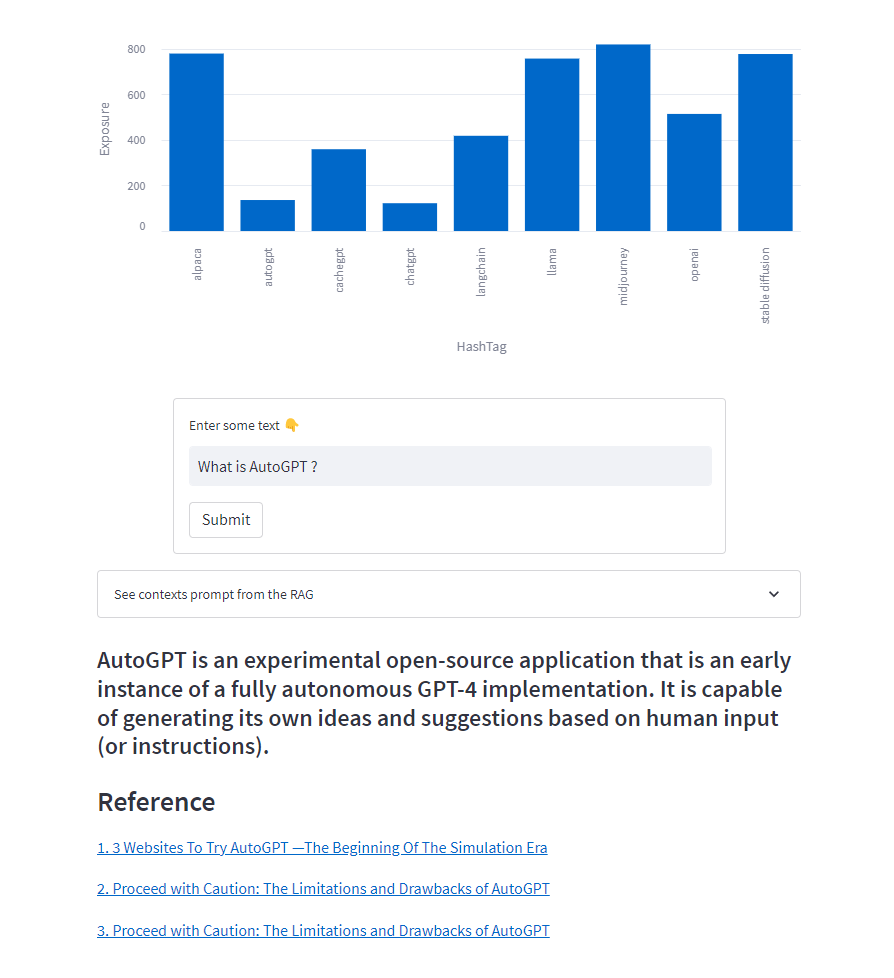 800
600
400
200
0
Exposure
alpaca
autogpt
cachegpt
chatgpt
langchain
llama
midjourney
openai
stable diffusion
HashTag
Enter some text 👇
What is AutoGPT ?
Submit
See contexts prompt from the RAG
AutoGPT is an experimental open-source application that is an early
instance of a fully autonomous GPT-4 implementation. It is capable
of generating its own ideas and suggestions based on human input
(or instructions).
Reference
1. 3 Websites To Try AutoGPT —The Beginning Of The Simulation Era
2. Proceed with Caution: The Limitations and Drawbacks of AutoGPT
3. Proceed with Caution: The Limitations and Drawbacks of AutoGPT